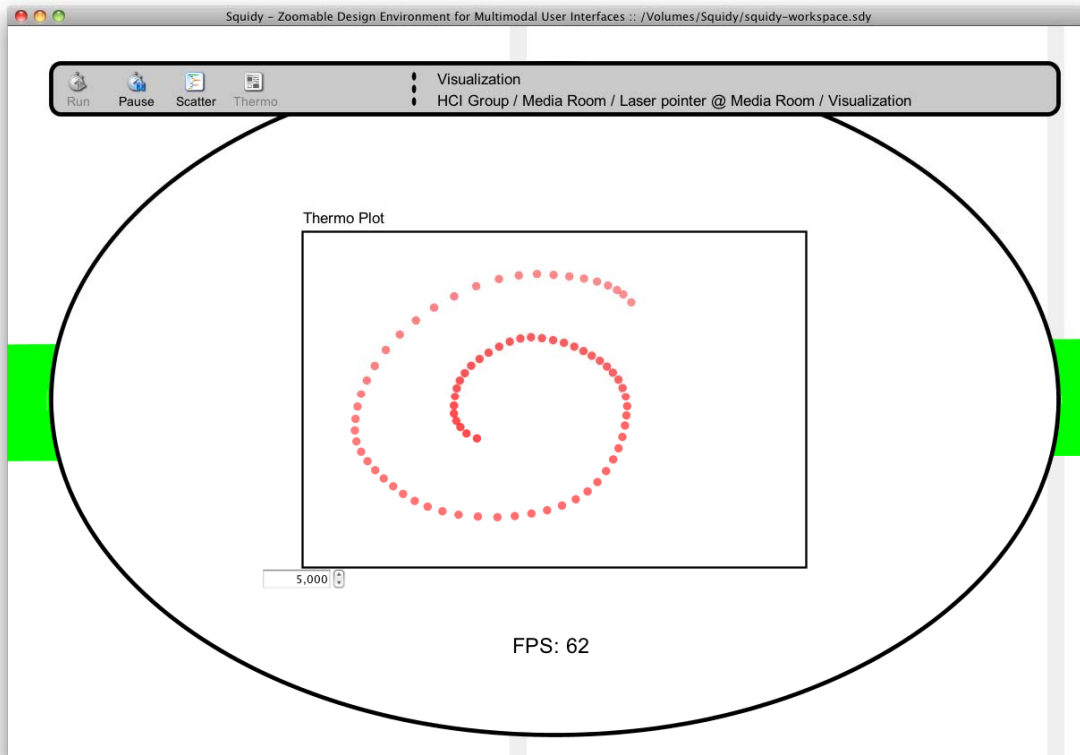 Squidy – Zoomable Design Environment for Multimodal User Interfaces :: /Volumes/Squidy/squidy-workspace.sdy
Run Pause Scatter Thermo
Visualization
HCI Group / Media Room / Laser pointer @ Media Room / Visualization
Thermo Plot
5,000
FPS: 62